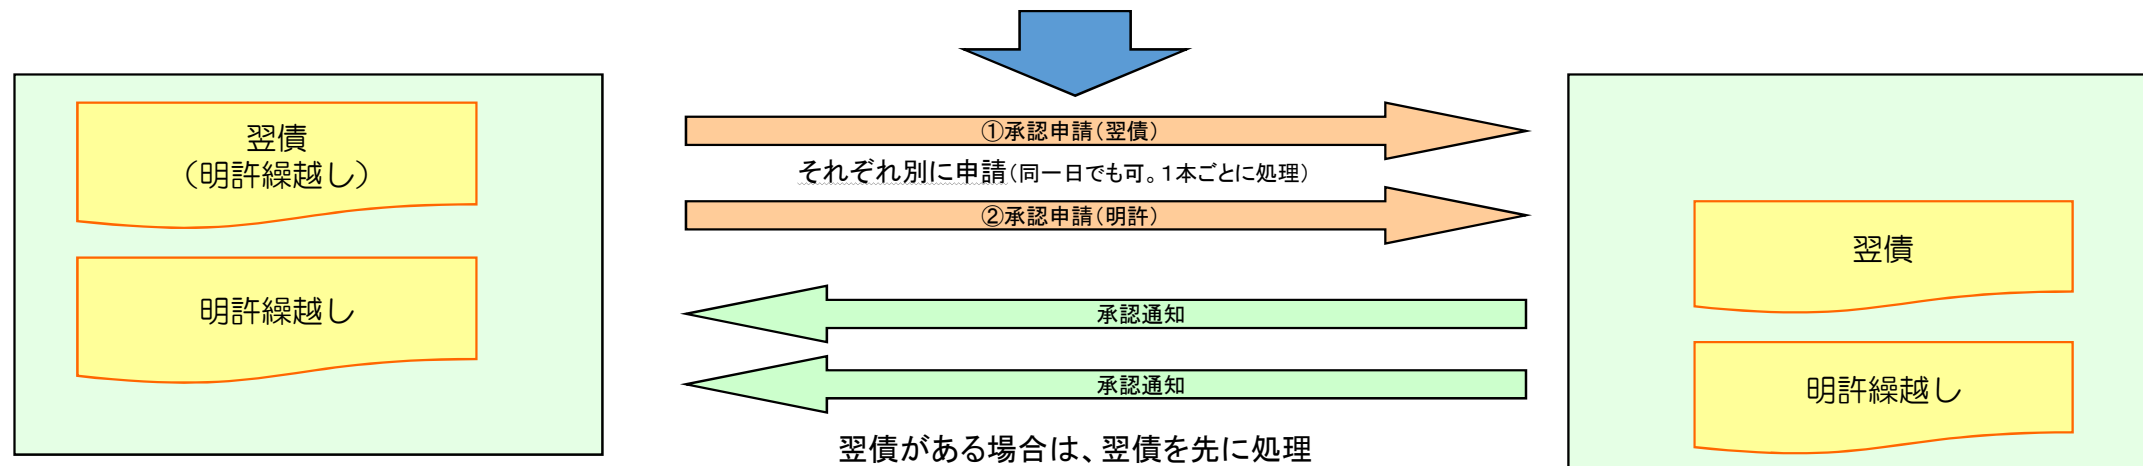 翌債
（明許繰越し）
明許繰越し
①承認申請（翌債）
それぞれ別に申請（同一日でも可。１本ごとに処理）
②承認申請（明許）
承認通知
承認通知
翌債がある場合は、翌債を先に処理
翌債
明許繰越し